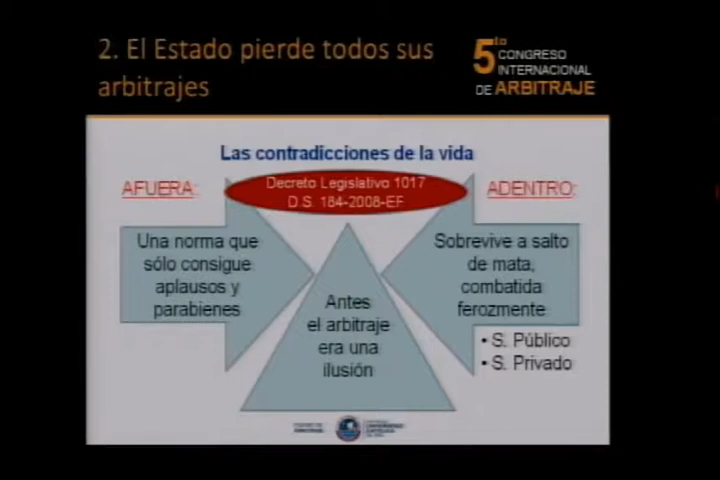 2. El Estado pierde todos sus
arbitrajes
5to
CONGRESO
INTERNACIONAL
DE ARBITRAJE
Las contradicciones de la vida
AFUERA:
Decreto Legislativo 1017
D.S. 184-2008-EF
ADENTRO:
Una norma que
sólo consigue
aplausos y
parabienes
Antes
el arbitraje
era una
ilusión
Sobrevive a salto
de mata,
combatida
ferozmente
• S. Público
• S. Privado